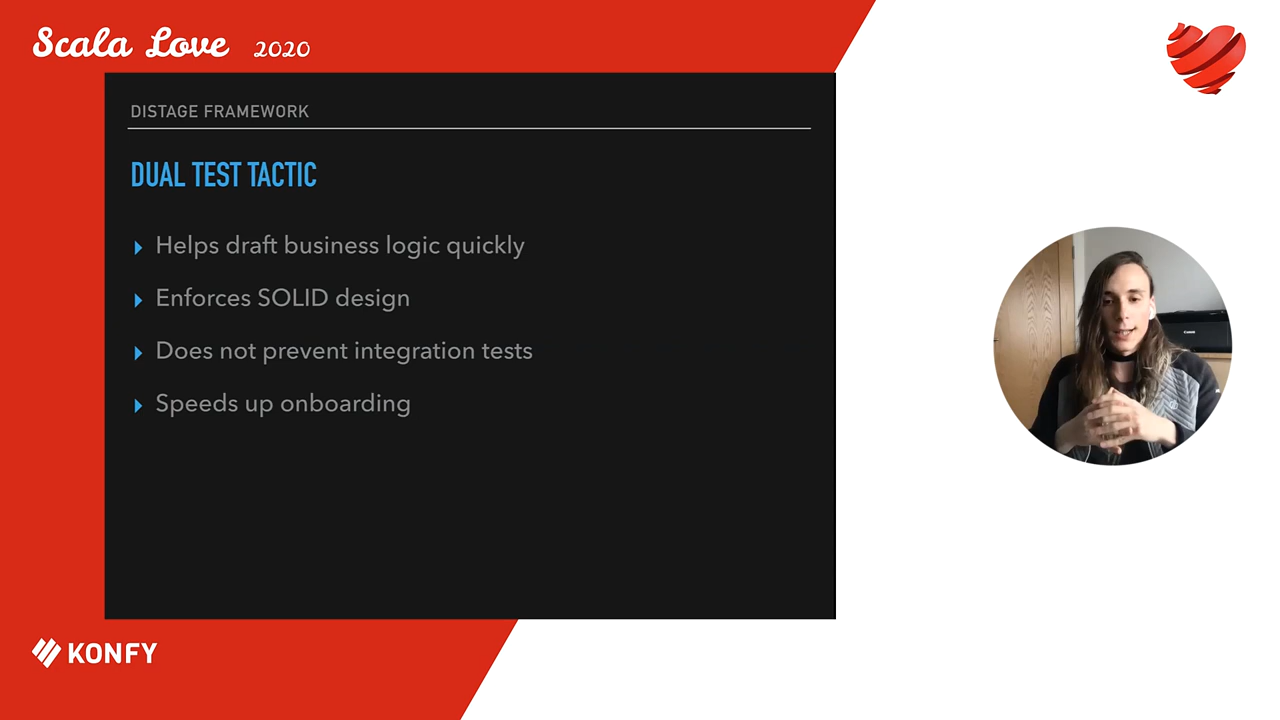 Scala Love 2020
DISTAGE FRAMEWORK
DUAL TEST TACTIC
Helps draft business logic quickly
Enforces SOLID design
Does not prevent integration tests
Speeds up onboarding
Canon
KONFY